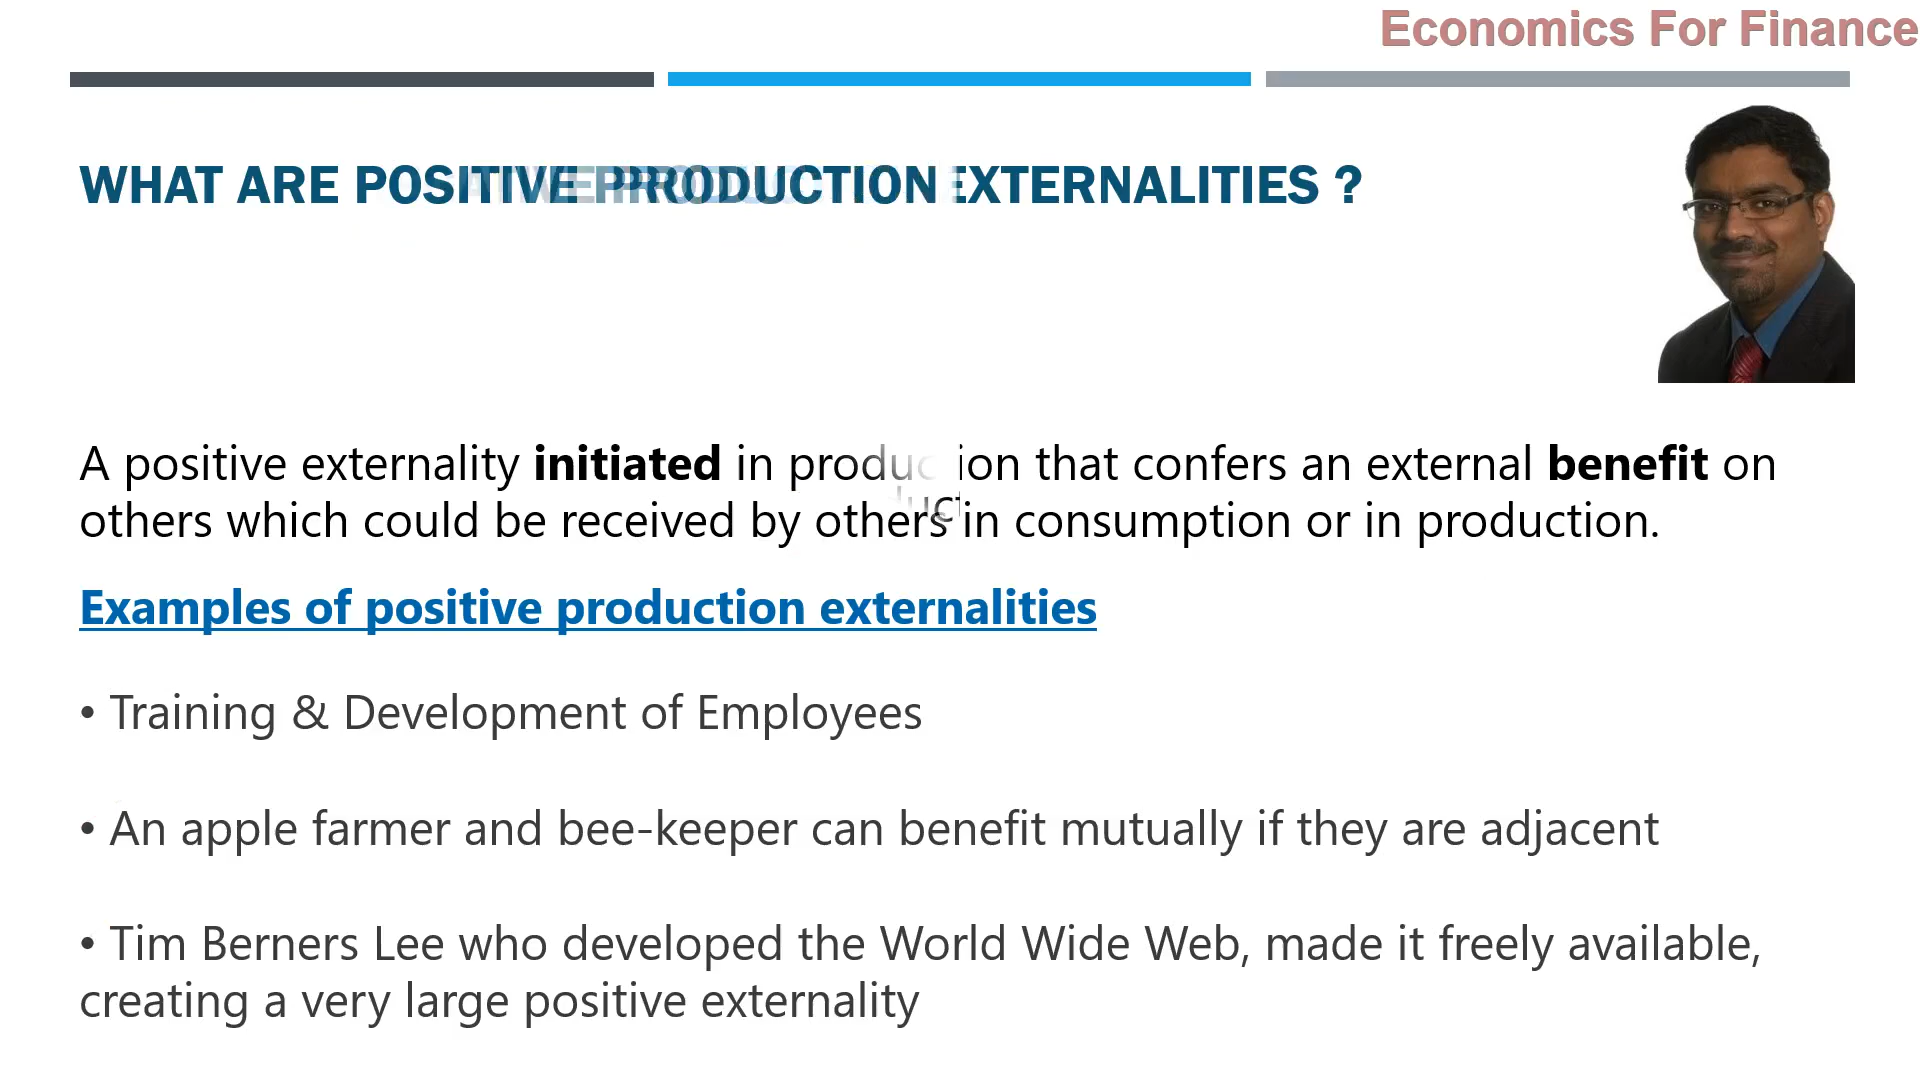 Economics For Finance
WHAT ARE POSITIVE PRODUCTION EXTERNALITIES ?
A positive externality initiated in production that confers an external benefit on
others which could be received by others in consumption or in production.
Examples of positive production externalities
• Training & Development of Employees
• An apple farmer and bee-keeper can benefit mutually if they are adjacent
• Tim Berners Lee who developed the World Wide Web, made it freely available,
creating a very large positive externality